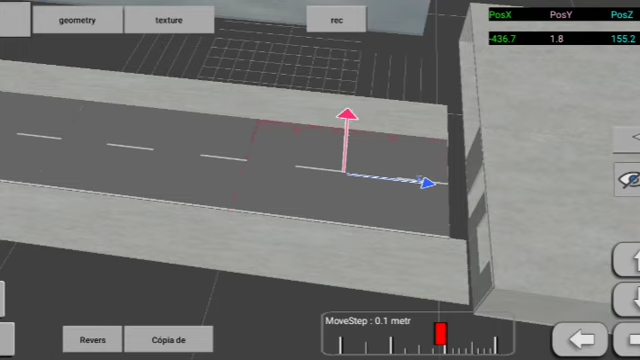 geometry
texture
rec
PosX PosY PosZ
-436.7 1.8 155.2
MoveStep : 0.1 metr
Revers
Cópia de